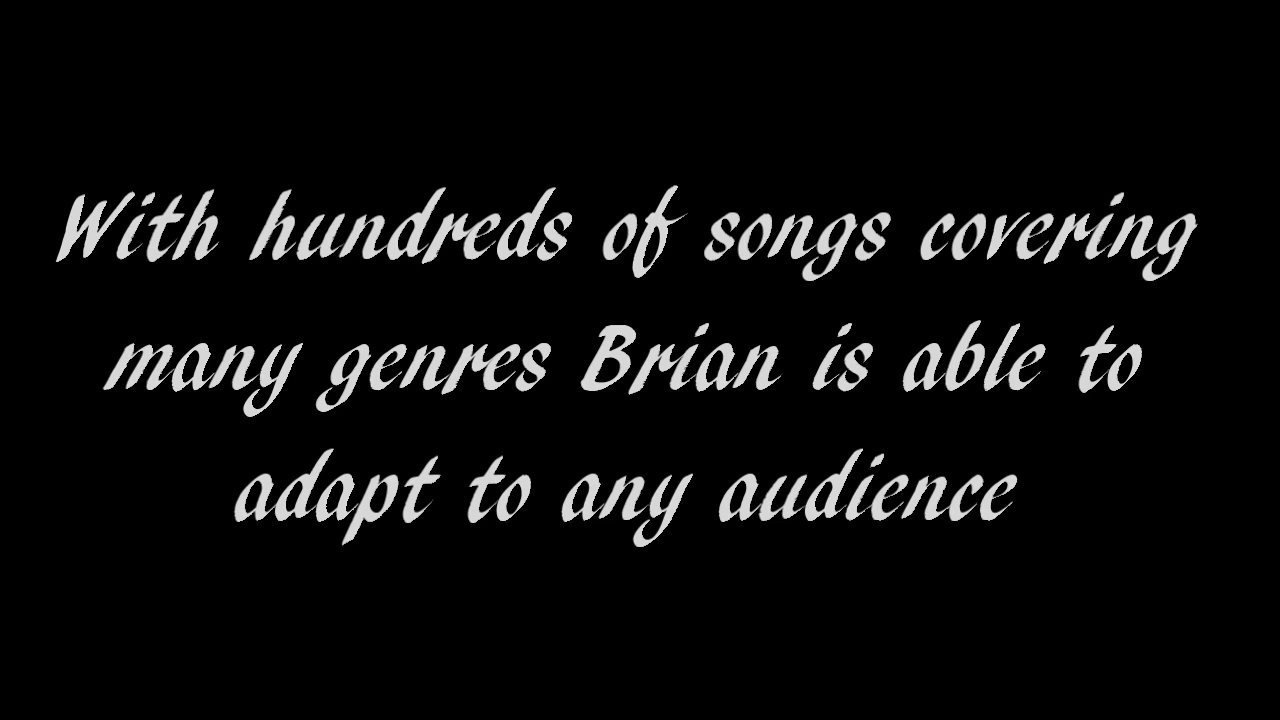 With hundreds of songs covering
many genres Brian is able to
adapt to any audience